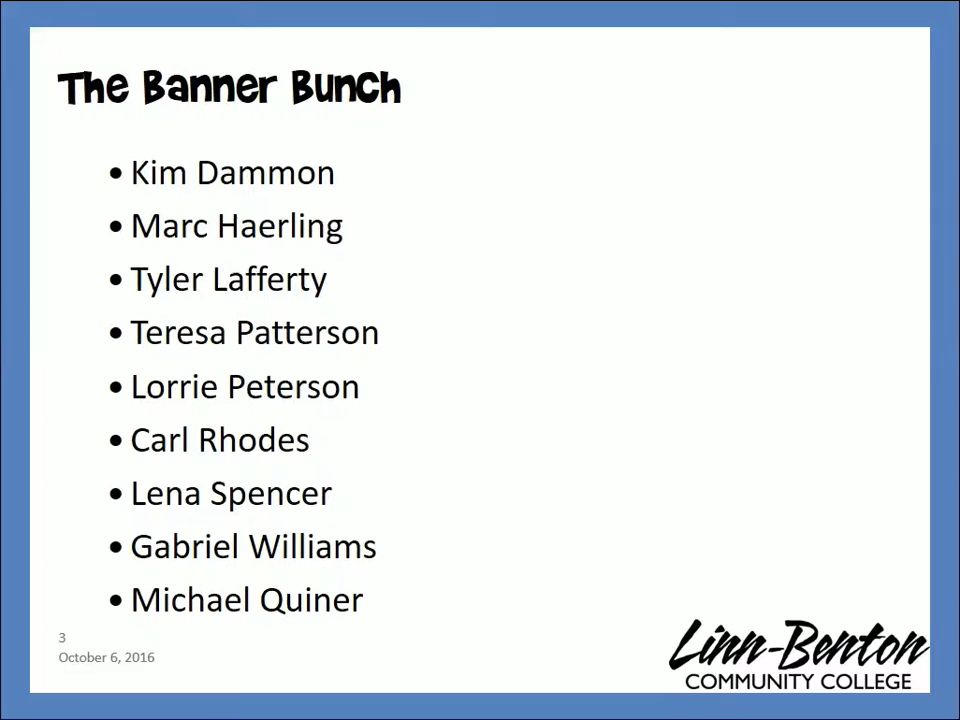 The Banner Bunch
• Kim Dammon
• Marc Haerling
• Tyler Lafferty
• Teresa Patterson
• Lorrie Peterson
• Carl Rhodes
• Lena Spencer
• Gabriel Williams
• Michael Quiner
3
October 6, 2016
Linn-Benton
COMMUNITY COLLEGE